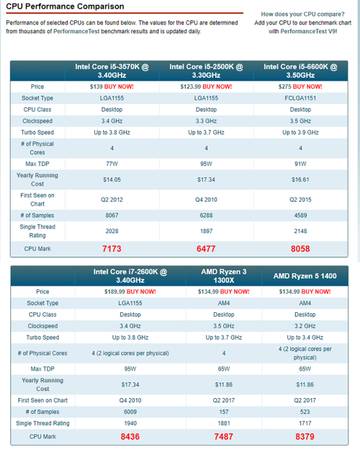 CPU Performance Comparison
Performance of selected CPUs can be found below. The values for the CPU are determined
from thousands of PerformanceTest benchmark results and is updated daily.
How does your CPU compare?
Add your CPU to our benchmark chart
with PerformanceTest V9!
Intel Core i5-3570K @ 3.40GHz Intel Core i5-2500K @ 3.30GHz Intel Core i5-6600K @ 3.50GHz
Price $139 BUY NOW! $123.99 BUY NOW! $275 BUY NOW!
Socket Type LGA1155 LGA1155 FCLGA1151
CPU Class Desktop Desktop Desktop
Clockspeed 3.4 GHz 3.3 GHz 3.5 GHz
Turbo Speed Up to 3.8 GHz Up to 3.7 GHz Up to 3.9 GHz
# of Physical Cores 4 4 4
Max TDP 77W 95W 91W
Yearly Running Cost $14.05 $17.34 $16.61
First Seen on Chart Q2 2012 Q4 2010 Q2 2015
# of Samples 8067 6288 4589
Single Thread Rating 2028 1897 2148
CPU Mark 7173 6477 8058
Intel Core i7-2600K @ 3.40GHz AMD Ryzen 3 1300X AMD Ryzen 5 1400
Price $189.99 BUY NOW! $134.99 BUY NOW! $134.99 BUY NOW!
Socket Type LGA1155 AM4 AM4
CPU Class Desktop Desktop Desktop
Clockspeed 3.4 GHz 3.5 GHz 3.2 GHz
Turbo Speed Up to 3.8 GHz Up to 3.7 GHz Up to 3.4 GHz
# of Physical Cores 4 (2 logical cores per physical) 4 4 (2 logical cores per physical)
Max TDP 95W 65W 65W
Yearly Running Cost $17.34 $11.86 $11.86
First Seen on Chart Q4 2010 Q2 2017 Q2 2017
# of Samples 6009 157 523
Single Thread Rating 1940 1881 1717
CPU Mark 8436 7487 8379